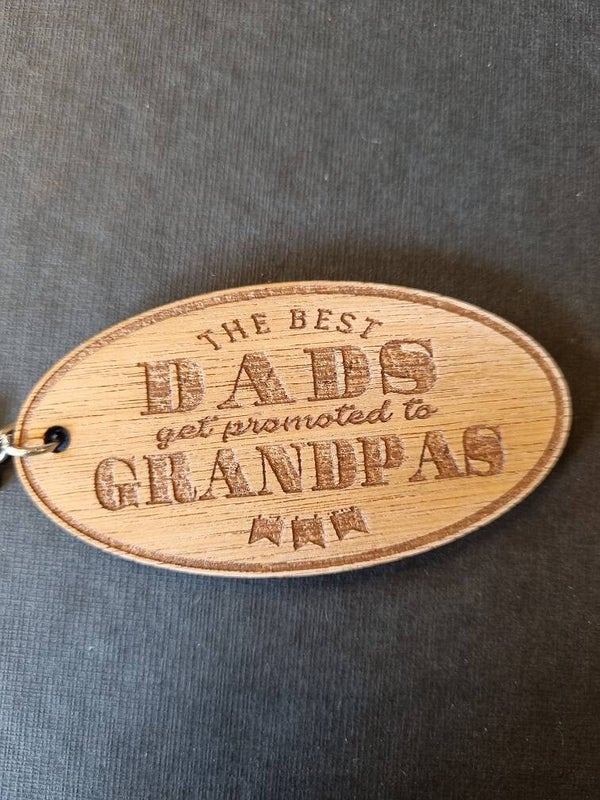 THE BEST
DADS
get promoted to
GRANDPAS